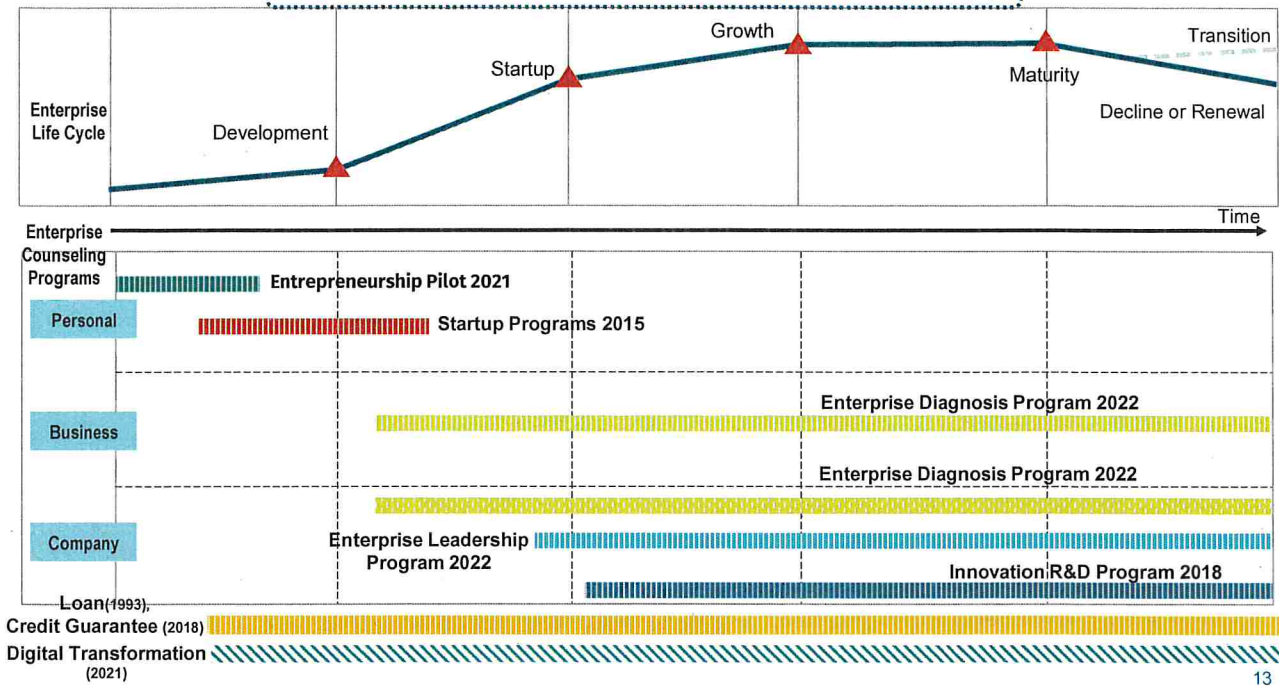 Transition
Growth
Startup
Maturity
Enterprise
Life Cycle
Decline or Renewal
Development
Time
Enterprise
Counseling
Programs
Entrepreneurship Pilot 2021
Personal
Startup Programs 2015
Enterprise Diagnosis Program 2022
Business
Enterprise Diagnosis Program 2022
Company
Enterprise Leadership
Program 2022
Innovation R&D Program 2018
Loan(1993),
Credit Guarantee (2018)
Digital Transformation
(2021)
13